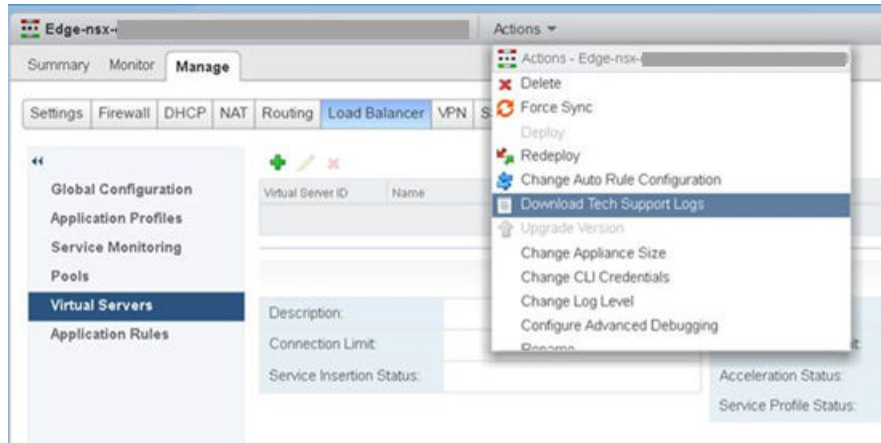 Edge-nsx-
Actions
Summary Monitor Manage
Actions - Edge-nsx-
Delete
Settings Firewall DHCP NAT Routing Load Balancer VPN
Force Sync
Deploy
Redeploy
Global Configuration
Virtual Server ID Name
Change Auto Rule Configuration
Application Profiles
Download Tech Support Logs
Service Monitoring
Upgrade Version
Pools
Change Appliance Size
Change CLI Credentials
Virtual Servers
Description:
Change Log Level
Application Rules
Connection Limit:
Configure Advanced Debugging
Rename
Service Insertion Status:
Acceleration Status:
Service Profile Status: